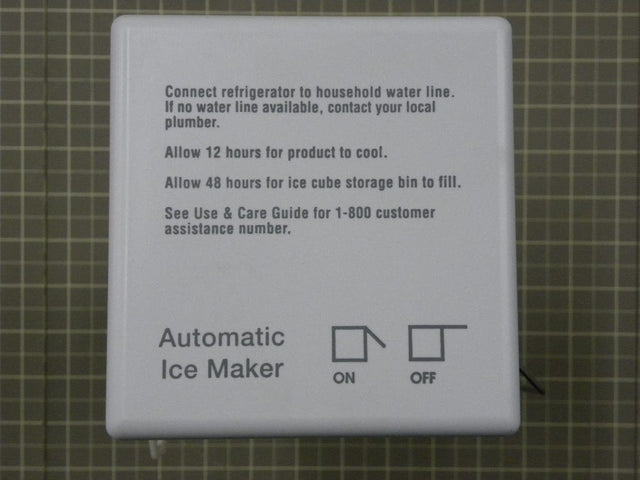 Connect refrigerator to household water line.
If no water line available, contact your local
plumber.
Allow 12 hours for product to cool.
Allow 48 hours for ice cube storage bin to fill.
See Use & Care Guide for 1-800 customer
assistance number.
Automatic
Ice Maker
ON OFF